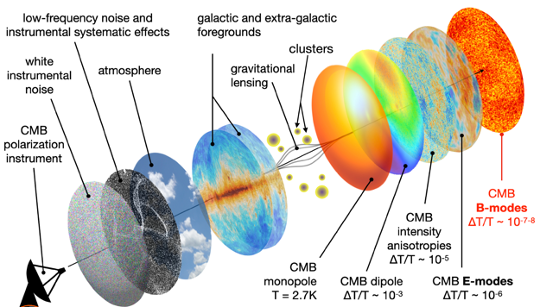 low-frequency noise and
instrumental systematic effects
galactic and extra-galactic
foregrounds
clusters
white
instrumental
noise
atmosphere
gravitational
lensing
CMB
polarization
instrument
CMB
monopole
T = 2.7K
CMB dipole
ΔT/T ~ 10-3
CMB
intensity
anisotropies
ΔT/T ~ 10-5
CMB E-modes
ΔT/T ~ 10-6
CMB
B-modes
ΔT/T ~ 10-7-8